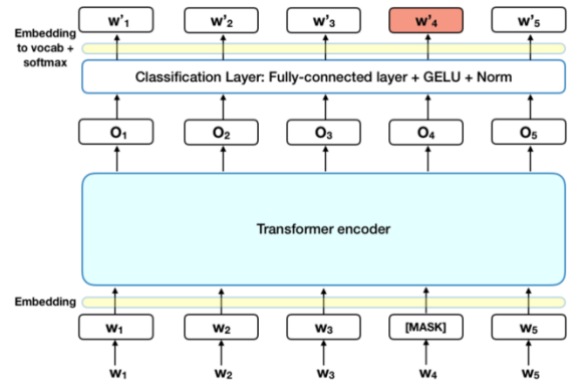 Embedding
to vocab +
softmax
w'1 w'2 w'3 w'4 w'5
Classification Layer: Fully-connected layer + GELU + Norm
O1 O2 O3 O4 O5
Transformer encoder
Embedding
W1 W2 W3 [MASK] W5
W1 W2 W3 W4 W5